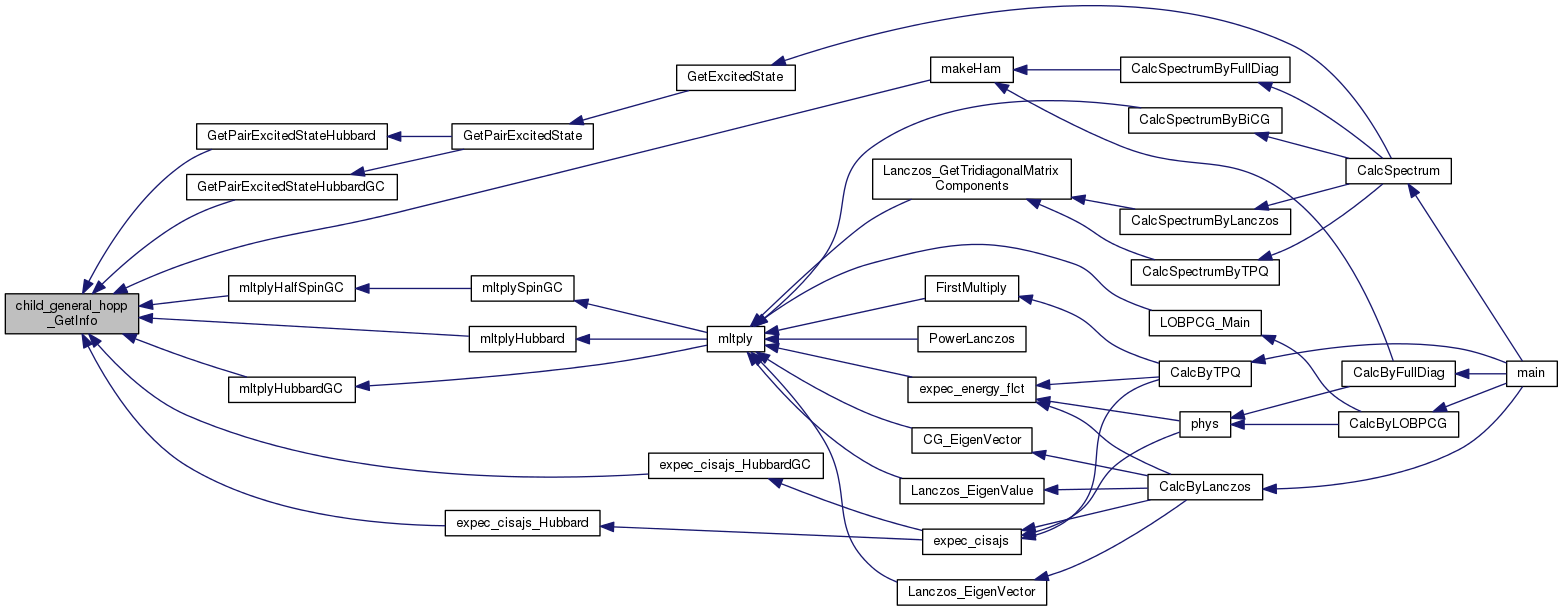 child_general_hopp
_GetInfo
GetPairExcitedStateHubbard
GetPairExcitedStateHubbardGC
mltplyHalfSpinGC
mltplyHubbard
mltplyHubbardGC
expec_cisajs_HubbardGC
expec_cisajs_Hubbard
GetPairExcitedState
mltplySpinGC
GetExcitedState
mltply
makeHam
Lanczos_GetTridiagonalMatrix
Components
FirstMultiply
PowerLanczos
expec_energy_flct
CG_EigenVector
Lanczos_EigenValue
expec_cisajs
Lanczos_EigenVector
CalcSpectrumByFullDiag
CalcSpectrumByBiCG
CalcSpectrumByLanczos
CalcSpectrumByTPQ
LOBPCG_Main
CalcByTPQ
phys
CalcByLanczos
CalcSpectrum
CalcByFullDiag
CalcByLOBPCG
main